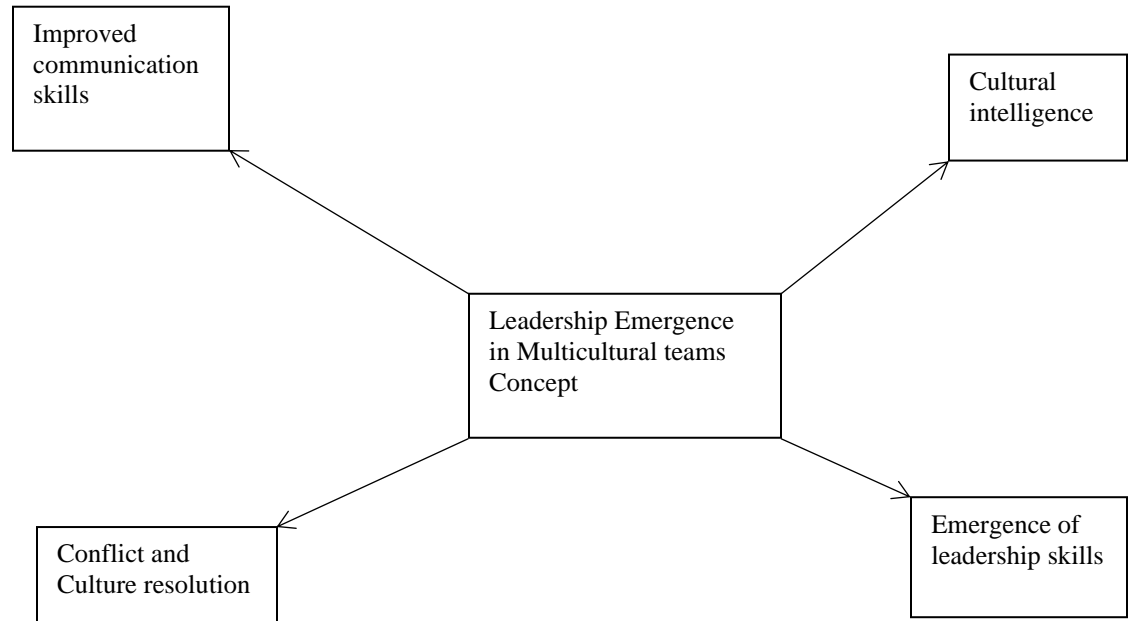 Improved
communication
skills
Cultural
intelligence
Leadership Emergence
in Multicultural teams
Concept
Conflict and
Culture resolution
Emergence of
leadership skills